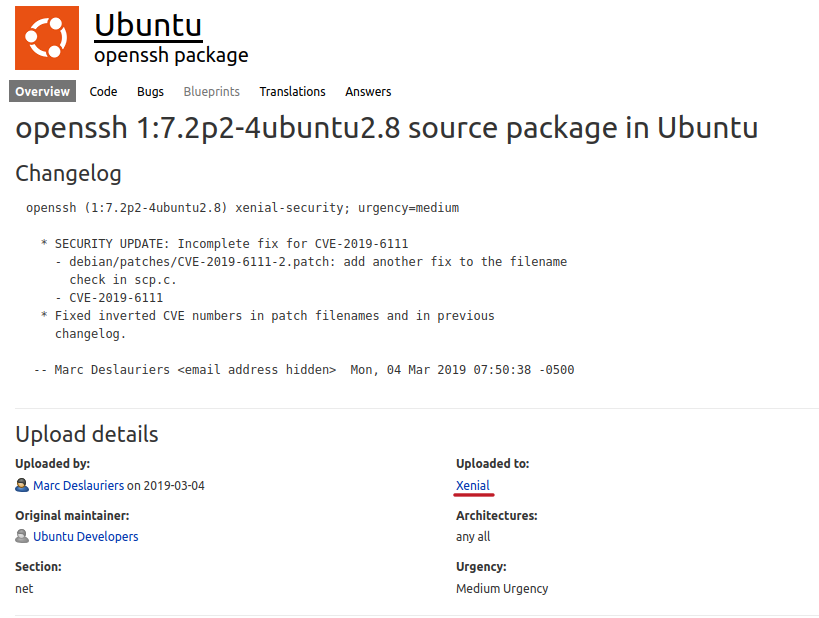 Ubuntu
openssh package
Overview Code Bugs Blueprints Translations Answers
openssh 1:7.2p2-4ubuntu2.8 source package in Ubuntu
Changelog
openssh (1:7.2p2-4ubuntu2.8) xenial-security; urgency=medium
* SECURITY UPDATE: Incomplete fix for CVE-2019-6111
- debian/patches/CVE-2019-6111-2.patch: add another fix to the filename
check in scp.c.
- CVE-2019-6111
* Fixed inverted CVE numbers in patch filenames and in previous
changelog.
-- Marc Deslauriers <email address hidden>  Mon, 04 Mar 2019 07:50:38 -0500
Upload details
Uploaded by:
Marc Deslauriers on 2019-03-04
Uploaded to:
Xenial
Original maintainer:
Ubuntu Developers
Architectures:
any all
Section:
net
Urgency:
Medium Urgency